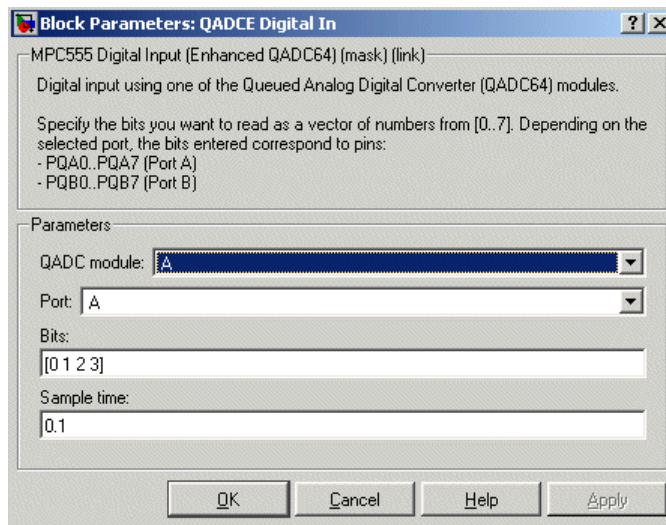 Block Parameters: QADCE Digital In
MPC555 Digital Input (Enhanced QADC64) (mask) (link)
Digital input using one of the Queued Analog Digital Converter (QADC64) modules.
Specify the bits you want to read as a vector of numbers from [0..7]. Depending on the
selected port, the bits entered correspond to pins:
- PQA0..PQA7 (Port A)
- PQB0..PQB7 (Port B)
Parameters
QADC module: A
Port: A
Bits:
[0 1 2 3]
Sample time:
0.1
OK Cancel Help Apply